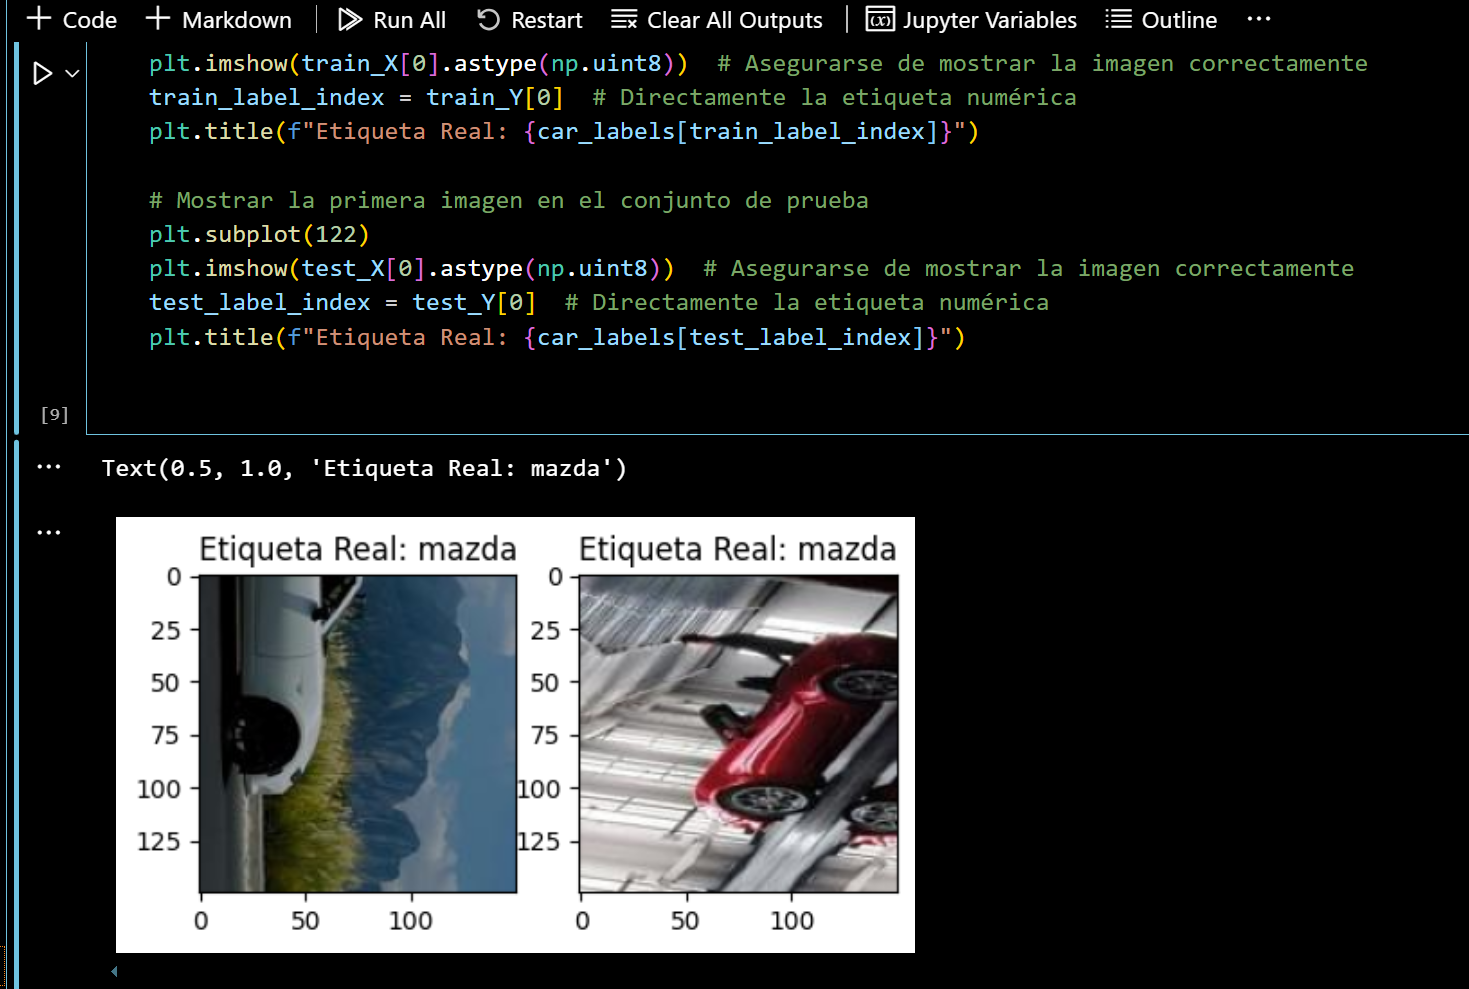 Code Markdown Run All Restart Clear All Outputs Jupyter Variables Outline ...
plt.imshow(train_X[0].astype(np.uint8))  # Asegurarse de mostrar la imagen correctamente
train_label_index = train_Y[0]  # Directamente la etiqueta numérica
plt.title(f"Etiqueta Real: {car_labels[train_label_index]}")
# Mostrar la primera imagen en el conjunto de prueba
plt.subplot(122)
plt.imshow(test_X[0].astype(np.uint8))  # Asegurarse de mostrar la imagen correctamente
test_label_index = test_Y[0]  # Directamente la etiqueta numérica
plt.title(f"Etiqueta Real: {car_labels[test_label_index]}")
[9]
Text(0.5, 1.0, 'Etiqueta Real: mazda')
Etiqueta Real: mazda
0
25
50
75
100
125
0 50 100
Etiqueta Real: mazda
0
25
50
75
100
125
0 50 100